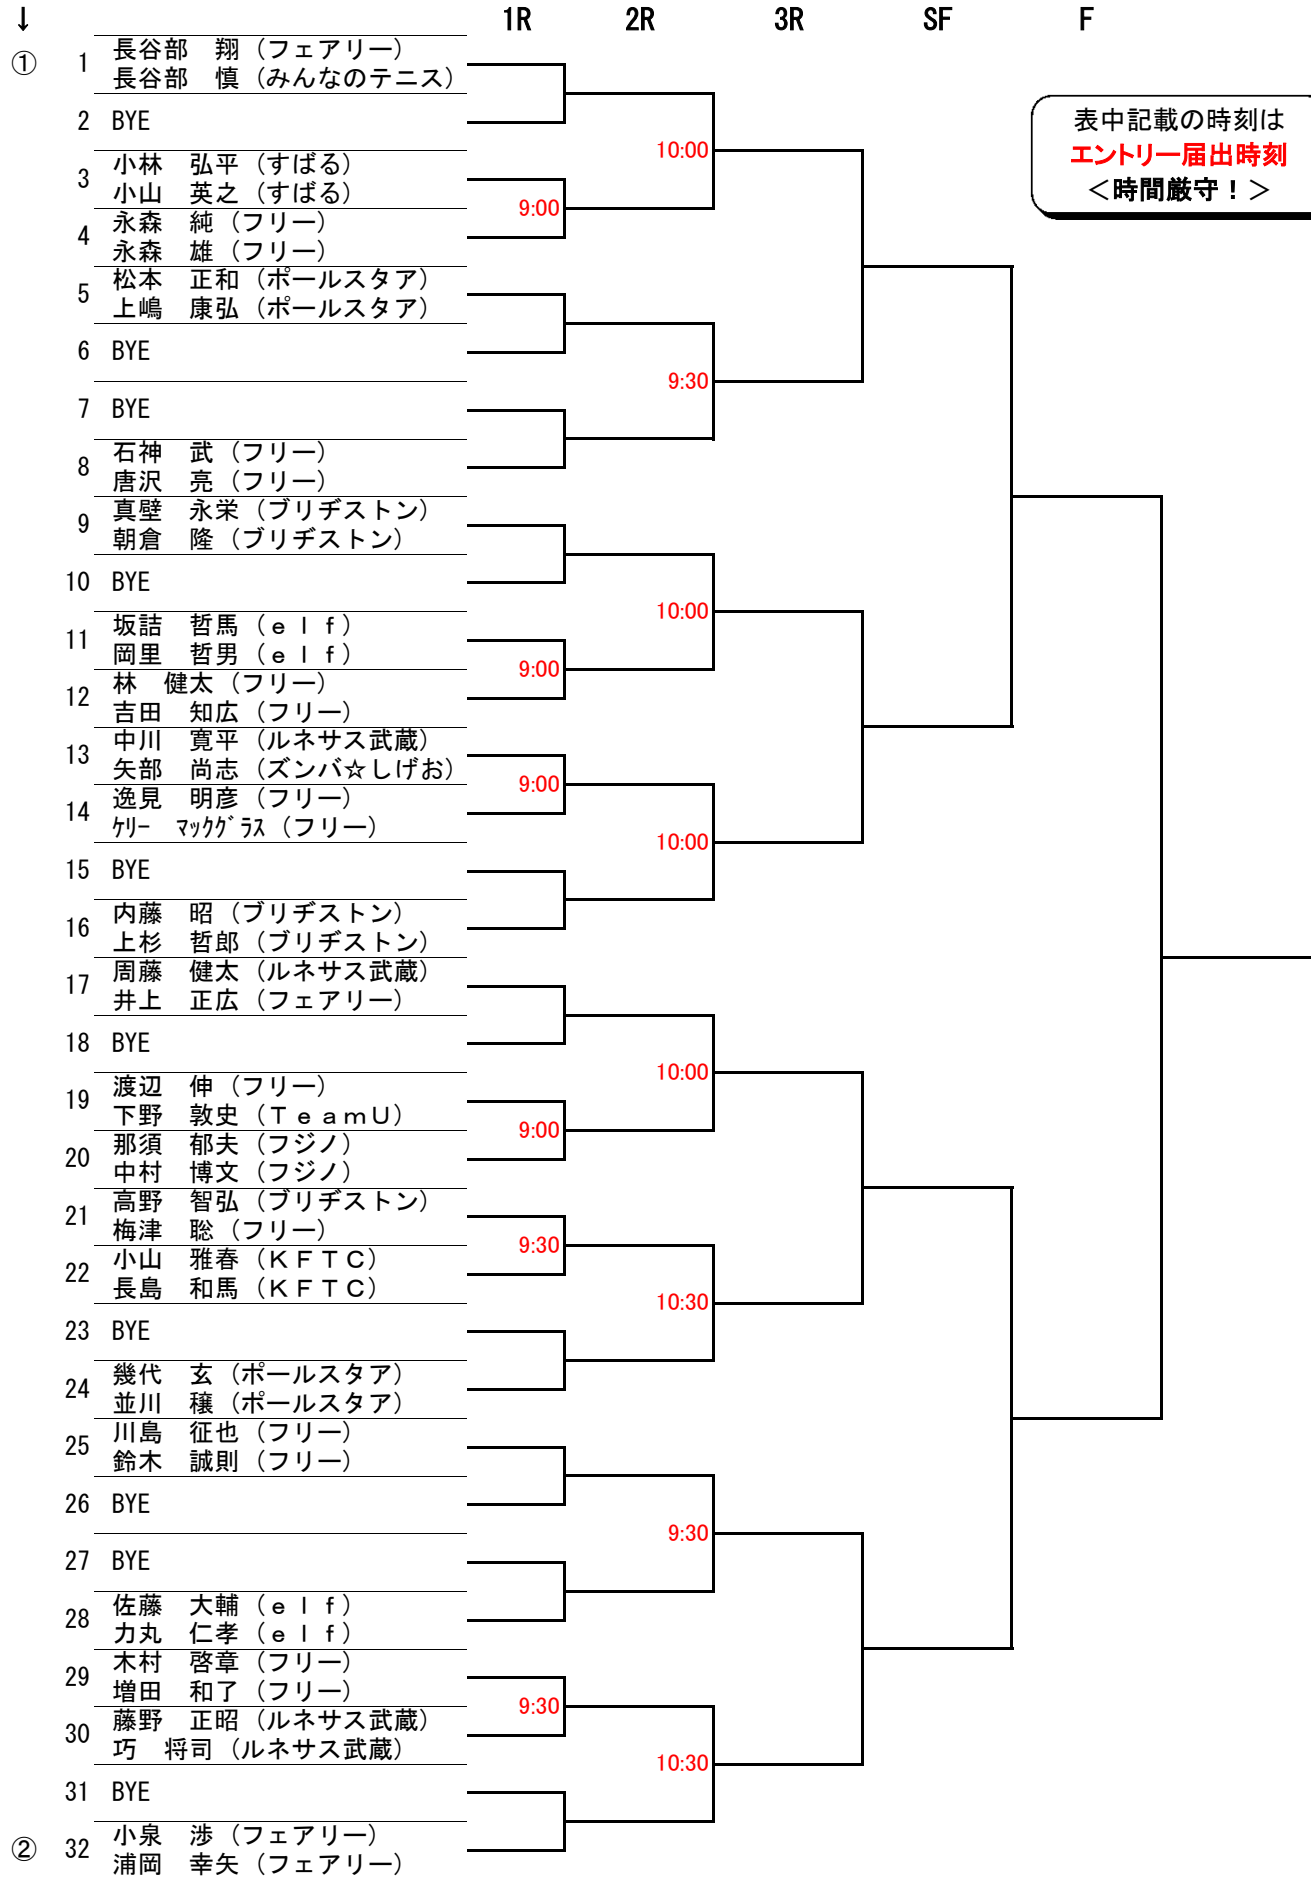 ↓ 1R 2R 3R SF F
① 1 長谷部 翔（フェアリー）
長谷部 慎（みんなのテニス）
2 BYE
表中記載の時刻は
エントリー届出時刻
＜時間厳守！＞
10:00
3 小林 弘平（すばる）
小山 英之（すばる）
9:00
4 永森 純（フリー）
永森 雄（フリー）
5 松本 正和（ポールスタア）
上嶋 康弘（ポールスタア）
6 BYE
9:30
7 BYE
8 石神 武（フリー）
唐沢 亮（フリー）
9 真壁 永栄（ブリヂストン）
朝倉 隆（ブリヂストン）
10 BYE
10:00
11 坂詰 哲馬（ｅｌｆ）
岡里 哲男（ｅｌｆ）
9:00
12 林 健太（フリー）
吉田 知広（フリー）
13 中川 寛平（ルネサス武蔵）
矢部 尚志（ズンバ☆しげお）
9:00
14 逸見 明彦（フリー）
ｹﾘｰ ﾏｯｸｸﾞﾗｽ（フリー）
10:00
15 BYE
16 内藤 昭（ブリヂストン）
上杉 哲郎（ブリヂストン）
17 周藤 健太（ルネサス武蔵）
井上 正広（フェアリー）
18 BYE
10:00
19 渡辺 伸（フリー）
下野 敦史（ＴｅａｍＵ）
9:00
20 那須 郁夫（フジノ）
中村 博文（フジノ）
21 高野 智弘（ブリヂストン）
梅津 聡（フリー）
9:30
22 小山 雅春（ＫＦＴＣ）
長島 和馬（ＫＦＴＣ）
10:30
23 BYE
24 幾代 玄（ポールスタア）
並川 穣（ポールスタア）
25 川島 征也（フリー）
鈴木 誠則（フリー）
26 BYE
9:30
27 BYE
28 佐藤 大輔（ｅｌｆ）
力丸 仁孝（ｅｌｆ）
29 木村 啓章（フリー）
増田 和了（フリー）
9:30
30 藤野 正昭（ルネサス武蔵）
巧 将司（ルネサス武蔵）
10:30
31 BYE
② 32 小泉 渉（フェアリー）
浦岡 幸矢（フェアリー）